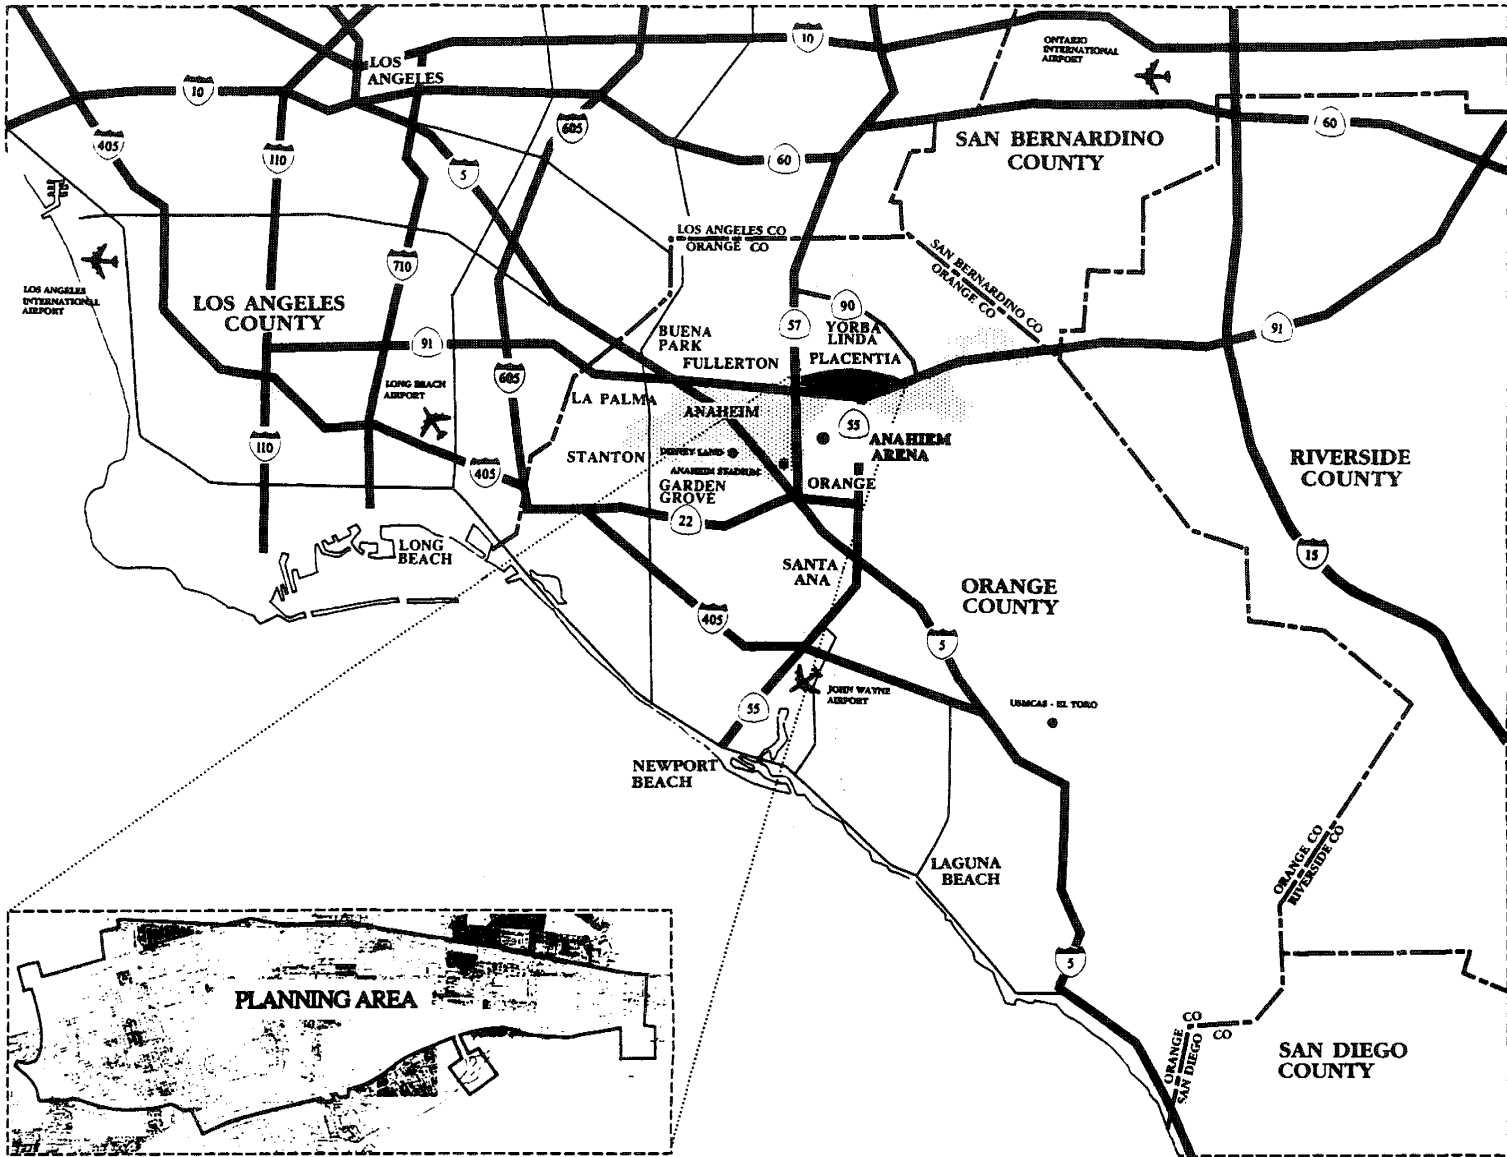 10
ONTARIO
INTERNATIONAL
AIRPORT
LOS
ANGELES
10
605
60
405
110
5
60
SAN BERNARDINO
COUNTY
LOS ANGELES CO
ORANGE CO
SAN BERNARDINO CO
ORANGE CO
710
LOS ANGELES
INTERNATIONAL
AIRPORT
LOS ANGELES
COUNTY
90
57
YORBA
LINDA
BUENA
PARK
FULLERTON
PLACENTIA
91
91
605
LONG BEACH
AIRPORT
LA PALMA
ANAHEIM
55
ANAHIEM
ARENA
110
STANTON
DISNEY LAND
ANAHEIM STADIUM
405
GARDEN
GROVE
ORANGE
RIVERSIDE
COUNTY
22
LONG
BEACH
15
SANTA
ANA
ORANGE
COUNTY
405
5
JOHN WAYNE
AIRPORT
USMCAS - EL TORO
55
NEWPORT
BEACH
LAGUNA
BEACH
ORANGE CO
RIVERSIDE CO
5
PLANNING AREA
ORANGE CO
SAN DIEGO CO
SAN DIEGO
COUNTY